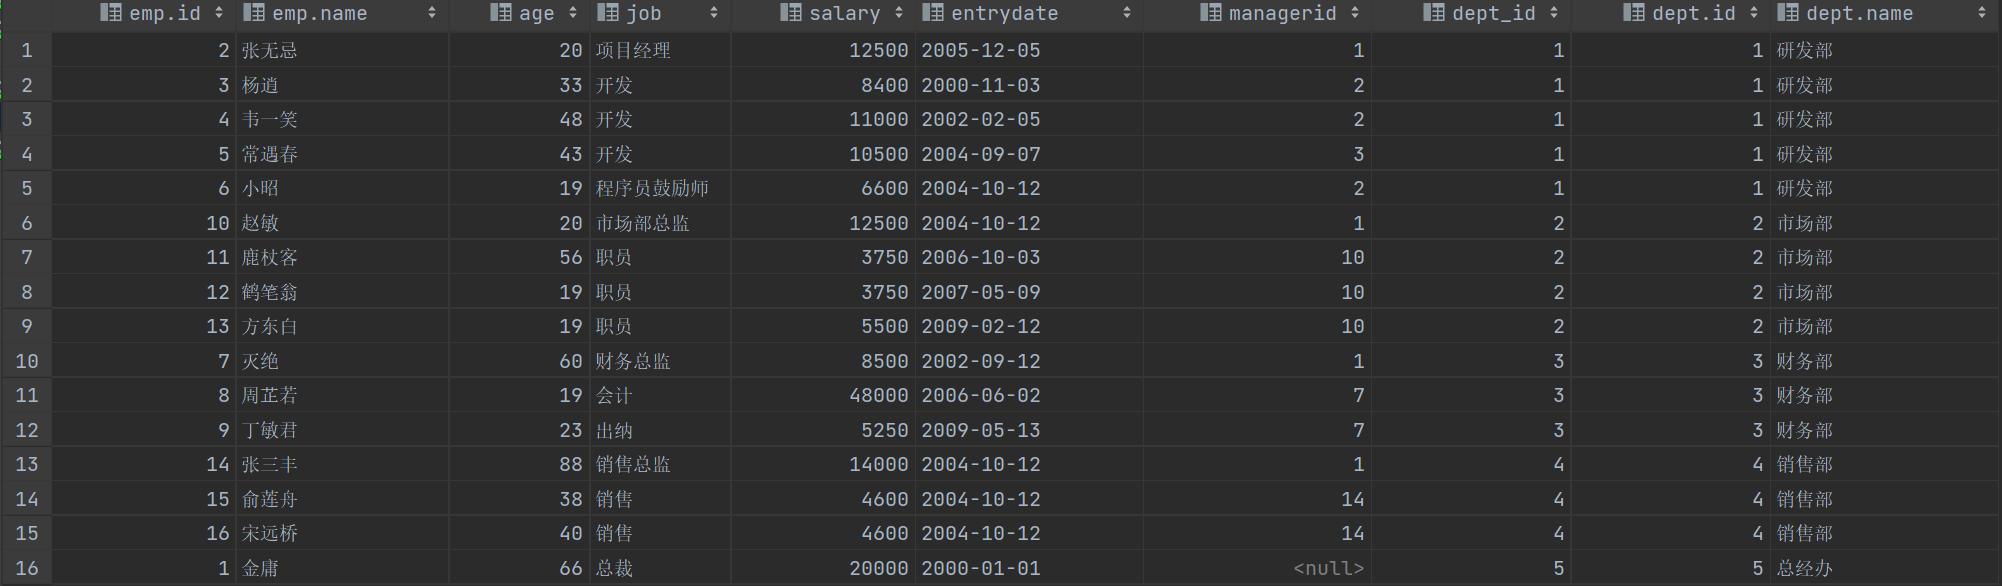 emp.id emp.name age job salary entrydate managerid dept_id dept.id dept.name
1 2 张无忌 20 项目经理 12500 2005-12-05 1 1 1 研发部
2 3 杨逍 33 开发 8400 2000-11-03 2 1 1 研发部
3 4 韦一笑 48 开发 11000 2002-02-05 2 1 1 研发部
4 5 常遇春 43 开发 10500 2004-09-07 3 1 1 研发部
5 6 小昭 19 程序员鼓励师 6600 2004-10-12 2 1 1 研发部
6 10 赵敏 20 市场部总监 12500 2004-10-12 1 2 2 市场部
7 11 鹿杖客 56 职员 3750 2006-10-03 10 2 2 市场部
8 12 鹤笔翁 19 职员 3750 2007-05-09 10 2 2 市场部
9 13 方东白 19 职员 5500 2009-02-12 10 2 2 市场部
10 7 灭绝 60 财务总监 8500 2002-09-12 1 3 3 财务部
11 8 周芷若 19 会计 48000 2006-06-02 7 3 3 财务部
12 9 丁敏君 23 出纳 5250 2009-05-13 7 3 3 财务部
13 14 张三丰 88 销售总监 14000 2004-10-12 1 4 4 销售部
14 15 俞莲舟 38 销售 4600 2004-10-12 14 4 4 销售部
15 16 宋远桥 40 销售 4600 2004-10-12 14 4 4 销售部
16 1 金庸 66 总裁 20000 2000-01-01 <null> 5 5 总经办